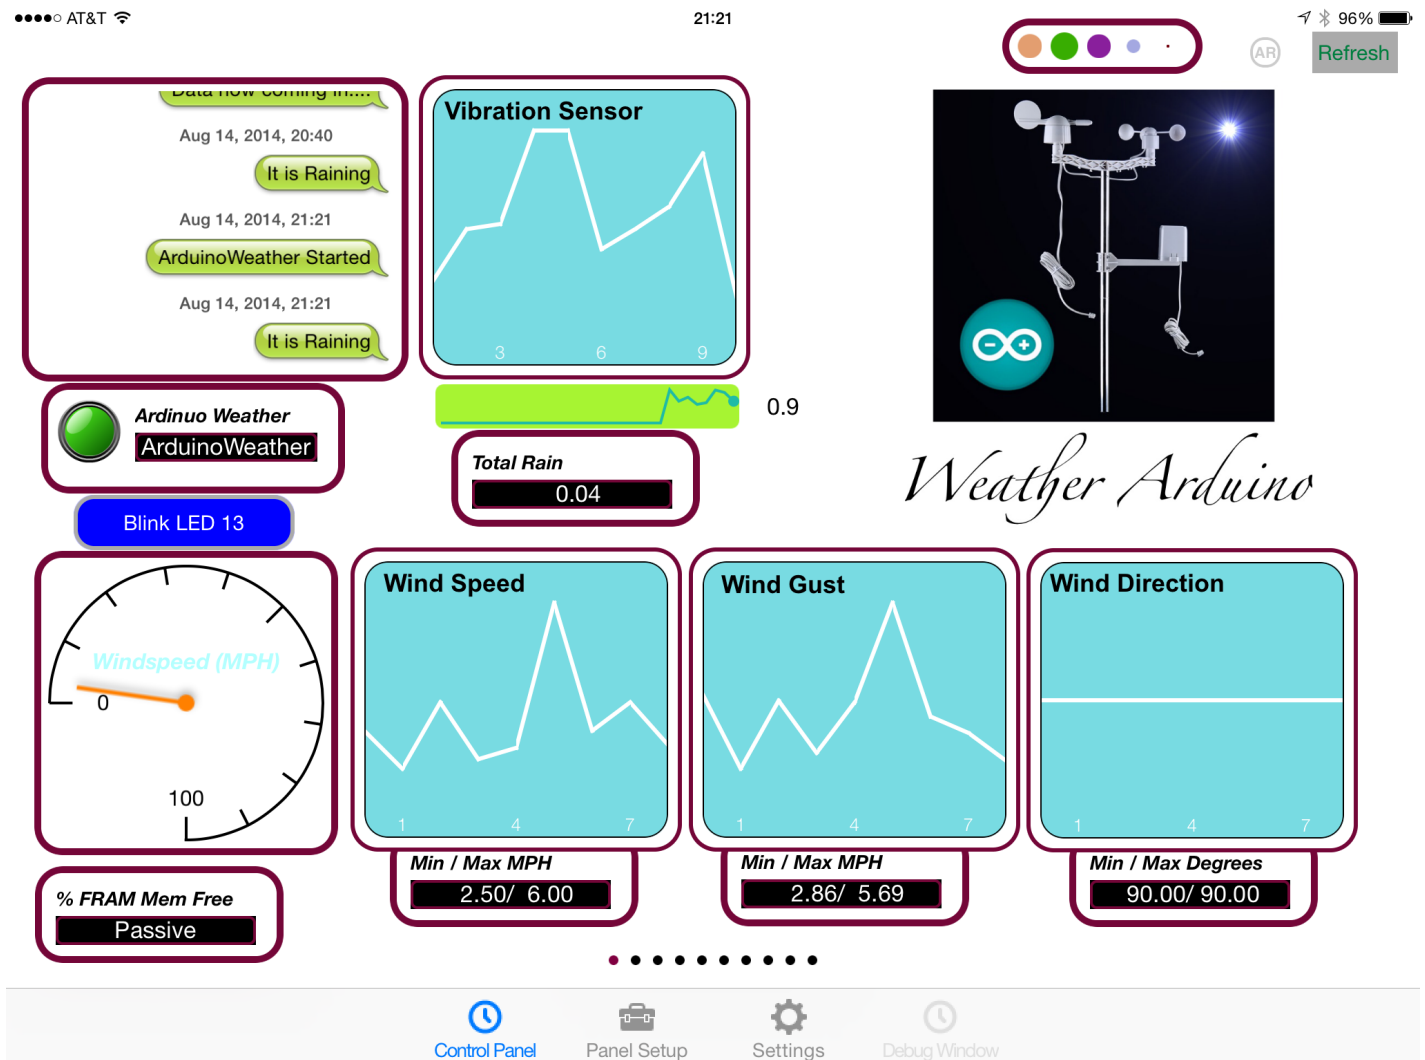 AT&T
21:21
96%
AR
Refresh
Data now coming in....
Aug 14, 2014, 20:40
It is Raining
Aug 14, 2014, 21:21
ArduinoWeather Started
Aug 14, 2014, 21:21
It is Raining
Vibration Sensor
3 6 9
0.9
Ardinuo Weather
ArduinoWeather
Total Rain
0.04
Weather Arduino
Blink LED 13
Windspeed (MPH)
0
100
Wind Speed
1 4 7
Min / Max MPH
2.50/ 6.00
Wind Gust
1 4 7
Min / Max MPH
2.86/ 5.69
Wind Direction
1 4 7
Min / Max Degrees
90.00/ 90.00
% FRAM Mem Free
Passive
Control Panel
Panel Setup
Settings
Debug Window